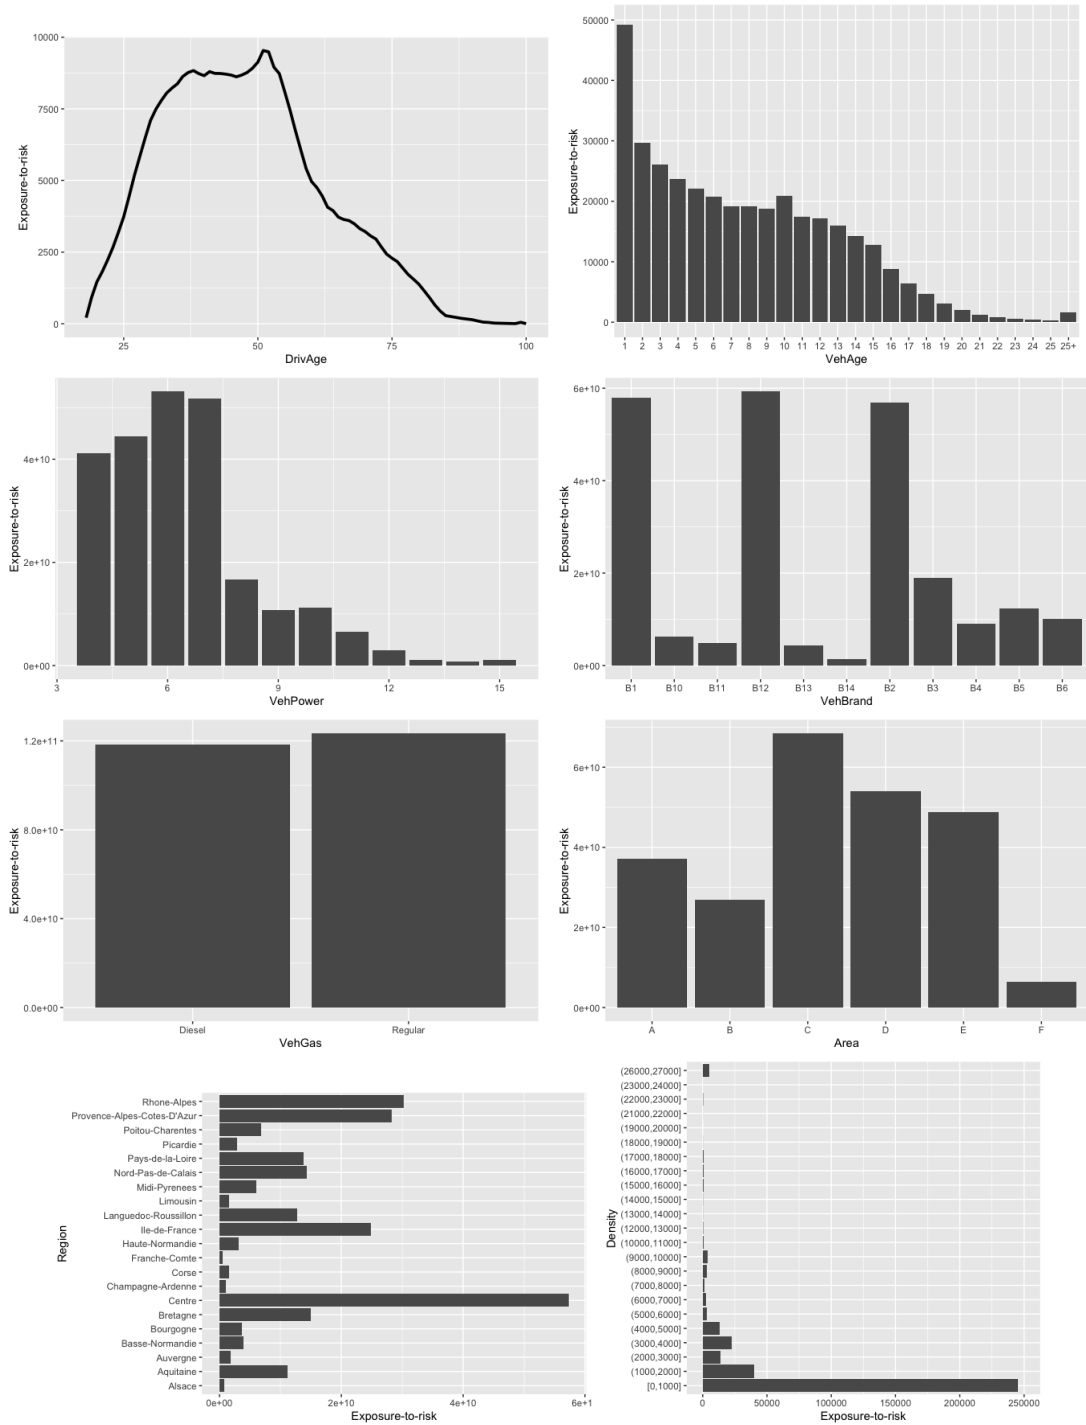 10000
7500
5000
2500
0
Exposure-to-risk
25 50 75 100
DrivAge
50000
40000
30000
20000
10000
0
Exposure-to-risk
1 2 3 4 5 6 7 8 9 10 11 12 13 14 15 16 17 18 19 20 21 22 23 24 25 25+
VehAge
4e+10
2e+10
0e+00
Exposure-to-risk
3 6 9 12 15
VehPower
6e+10
4e+10
2e+10
0e+00
Exposure-to-risk
B1 B10 B11 B12 B13 B14 B2 B3 B4 B5 B6
VehBrand
1.2e+11
8.0e+10
4.0e+10
0.0e+00
Exposure-to-risk
Diesel Regular
VehGas
6e+10
4e+10
2e+10
0e+00
Exposure-to-risk
A B C D E F
Area
Rhone-Alpes
Provence-Alpes-Cotes-D'Azur
Poitou-Charentes
Picardie
Pays-de-la-Loire
Nord-Pas-de-Calais
Midi-Pyrenees
Limousin
Languedoc-Roussillon
Ile-de-France
Haute-Normandie
Franche-Comte
Corse
Champagne-Ardenne
Centre
Bretagne
Bourgogne
Basse-Normandie
Auvergne
Aquitaine
Alsace
Region
0e+00 2e+10 4e+10 6e+1
Exposure-to-risk
(26000,27000]
(23000,24000]
(22000,23000]
(21000,22000]
(19000,20000]
(18000,19000]
(17000,18000]
(16000,17000]
(15000,16000]
(14000,15000]
(13000,14000]
(12000,13000]
(10000,11000]
(9000,10000]
(8000,9000]
(7000,8000]
(6000,7000]
(5000,6000]
(4000,5000]
(3000,4000]
(2000,3000]
(1000,2000]
[0,1000]
Density
0 50000 100000 150000 200000 250000
Exposure-to-risk